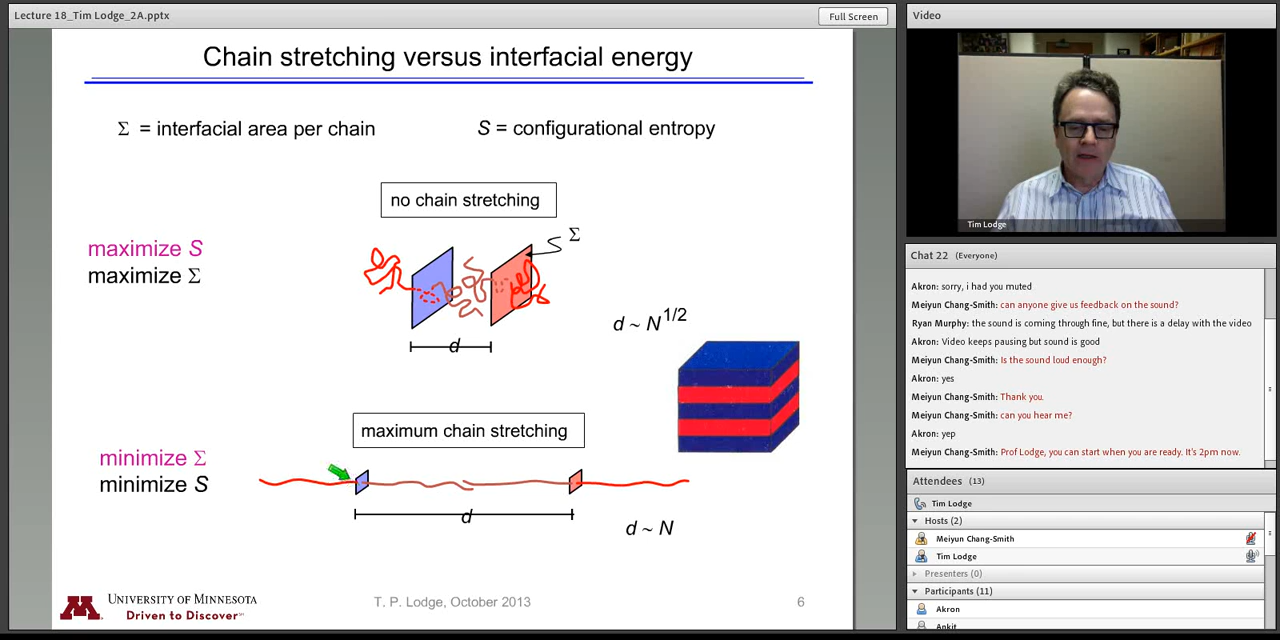 Lecture 18_Tim Lodge_2A.pptx
Full Screen
Chain stretching versus interfacial energy
Σ = interfacial area per chain
S = configurational entropy
no chain stretching
Σ
maximize S
maximize Σ
d ~ N^1/2
d
maximum chain stretching
minimize Σ
minimize S
d
d ~ N
UNIVERSITY OF MINNESOTA
Driven to Discover℠
T. P. Lodge, October 2013
6
Video
Tim Lodge
Chat 22 (Everyone)
Akron: sorry, i had you muted
Meiyun Chang-Smith: can anyone give us feedback on the sound?
Ryan Murphy: the sound is coming through fine, but there is a delay with the video
Akron: Video keeps pausing but sound is good
Meiyun Chang-Smith: Is the sound loud enough?
Akron: yes
Meiyun Chang-Smith: Thank you.
Meiyun Chang-Smith: can you hear me?
Akron: yep
Meiyun Chang-Smith: Prof Lodge, you can start when you are ready. It's 2pm now.
Attendees (13)
Tim Lodge
Hosts (2)
Meiyun Chang-Smith
Tim Lodge
Presenters (0)
Participants (11)
Akron
Ankit